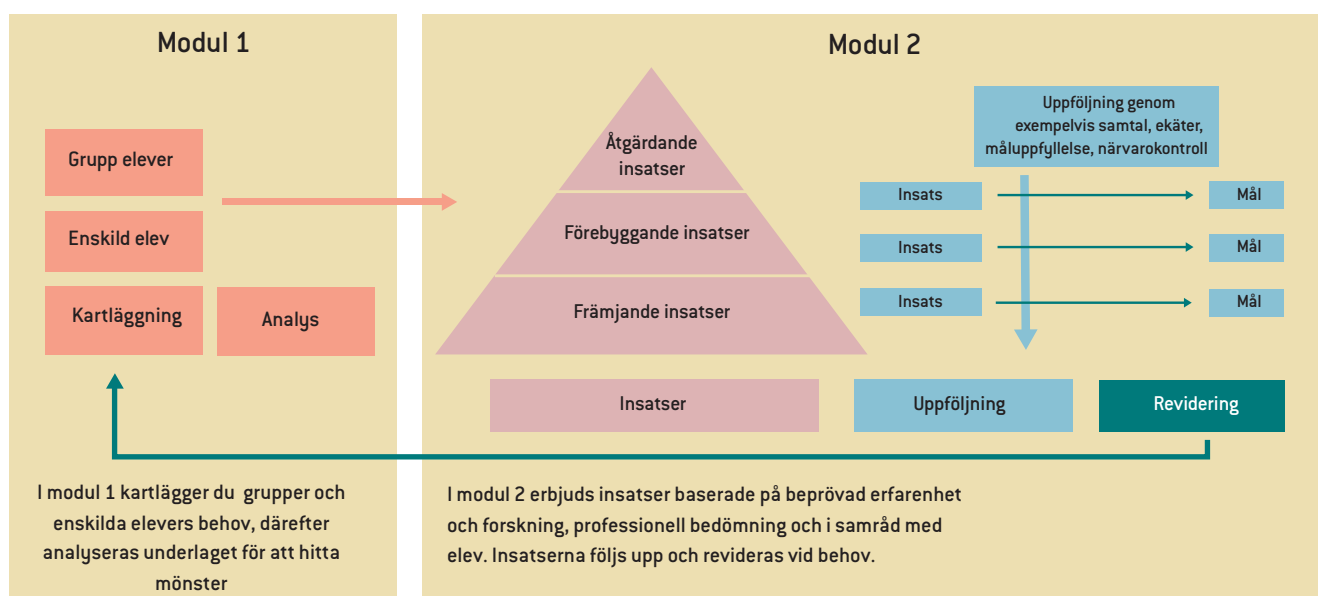 Modul 1
Grupp elever
Enskild elev
Kartläggning
Analys
I modul 1 kartlägger du grupper och
enskilda elevers behov, därefter
analyseras underlaget för att hitta
mönster
Modul 2
Åtgärdande
insatser
Förebyggande insatser
Främjande insatser
Uppföljning genom
exempelvis samtal, ekäter,
måluppfyllelse, närvarokontroll
Insats
Mål
Insats
Mål
Insats
Mål
Insatser
Uppföljning
Revidering
I modul 2 erbjuds insatser baserade på beprövad erfarenhet
och forskning, professionell bedömning och i samråd med
elev. Insatserna följs upp och revideras vid behov.